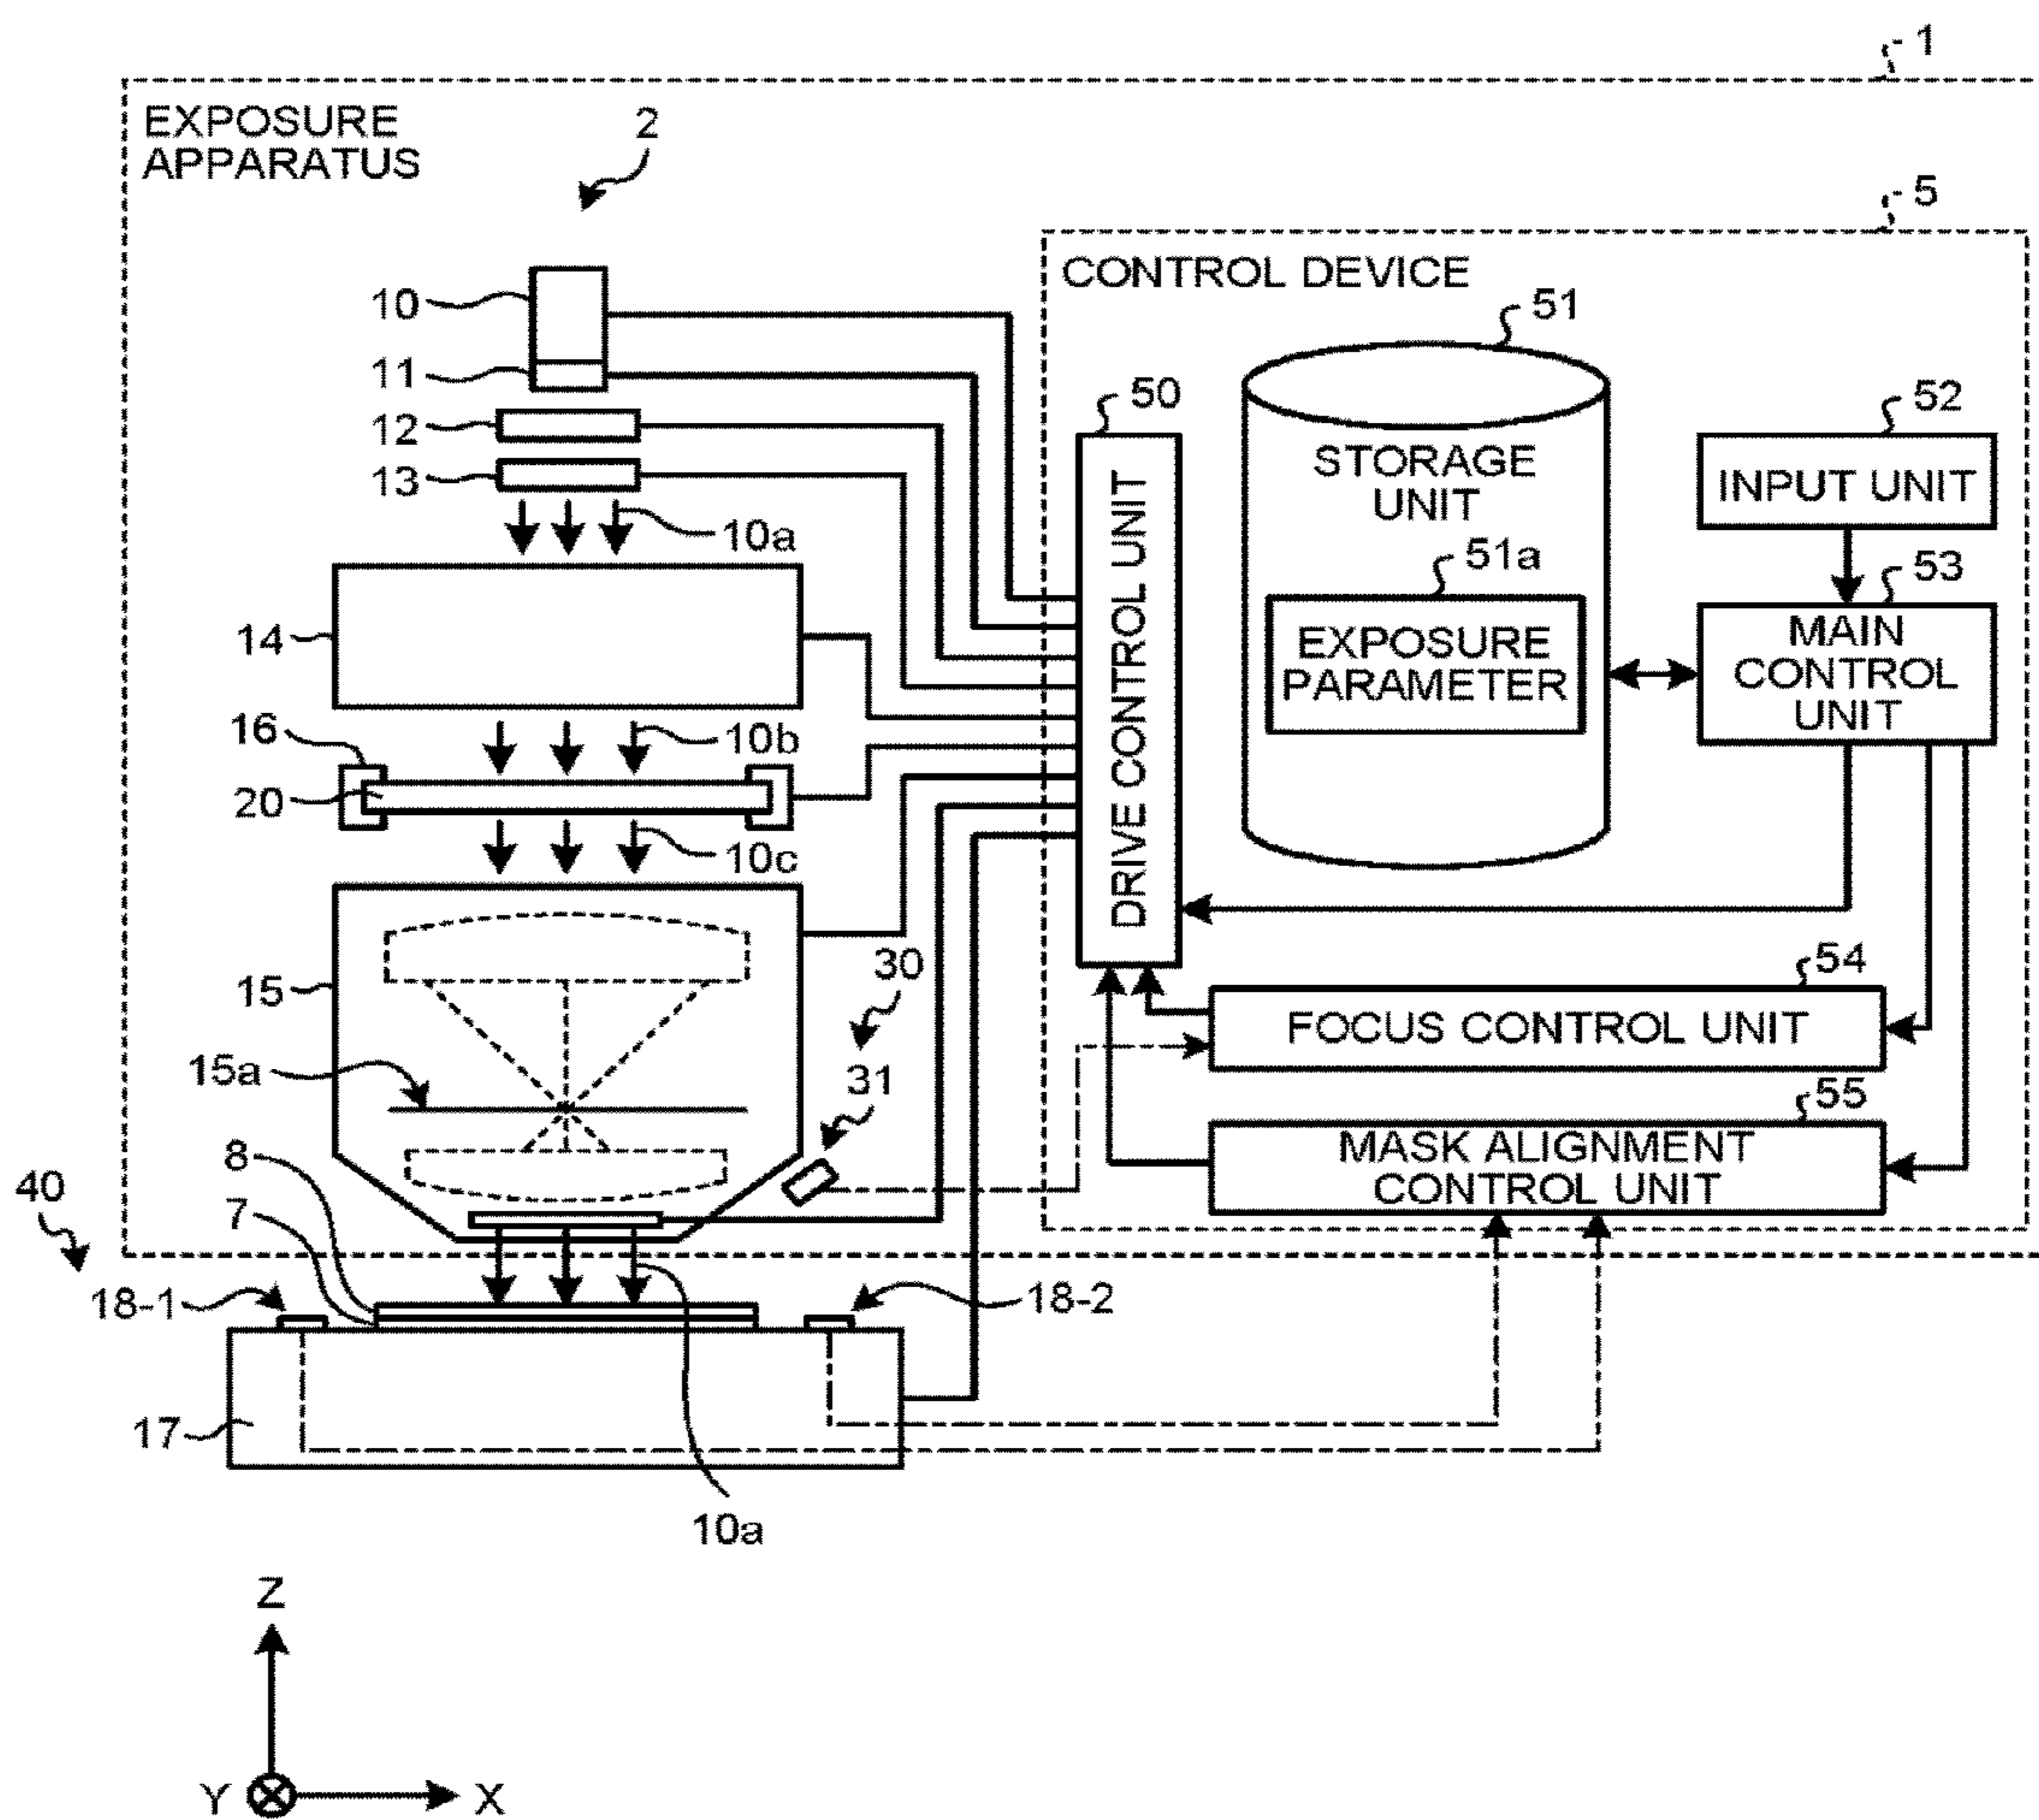 1
EXPOSURE
APPARATUS
2
5
CONTROL DEVICE
10
51
11
50
52
12
STORAGE
UNIT
INPUT UNIT
13
10a
51a
53
DRIVE CONTROL UNIT
14
EXPOSURE
PARAMETER
MAIN
CONTROL
UNIT
16
10b
20
10c
15
30
54
FOCUS CONTROL UNIT
15a
31
55
8
MASK ALIGNMENT
CONTROL UNIT
40
7
18-1
18-2
17
10a
Z
Y
X